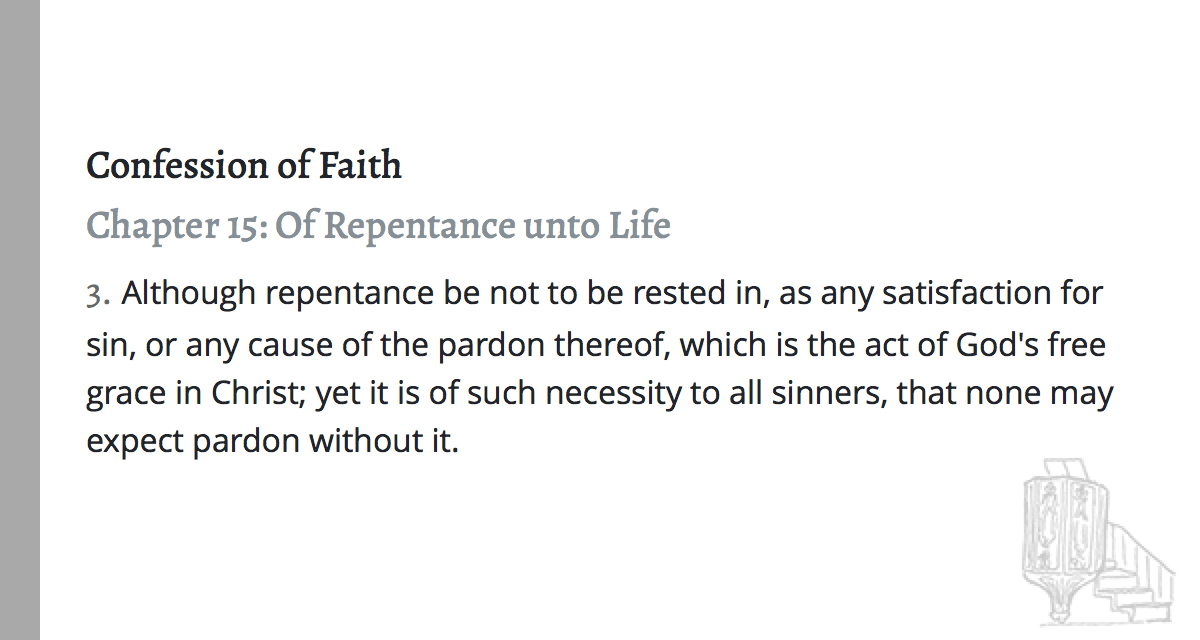 Confession of Faith
Chapter 15: Of Repentance unto Life
3. Although repentance be not to be rested in, as any satisfaction for
sin, or any cause of the pardon thereof, which is the act of God's free
grace in Christ; yet it is of such necessity to all sinners, that none may
expect pardon without it.